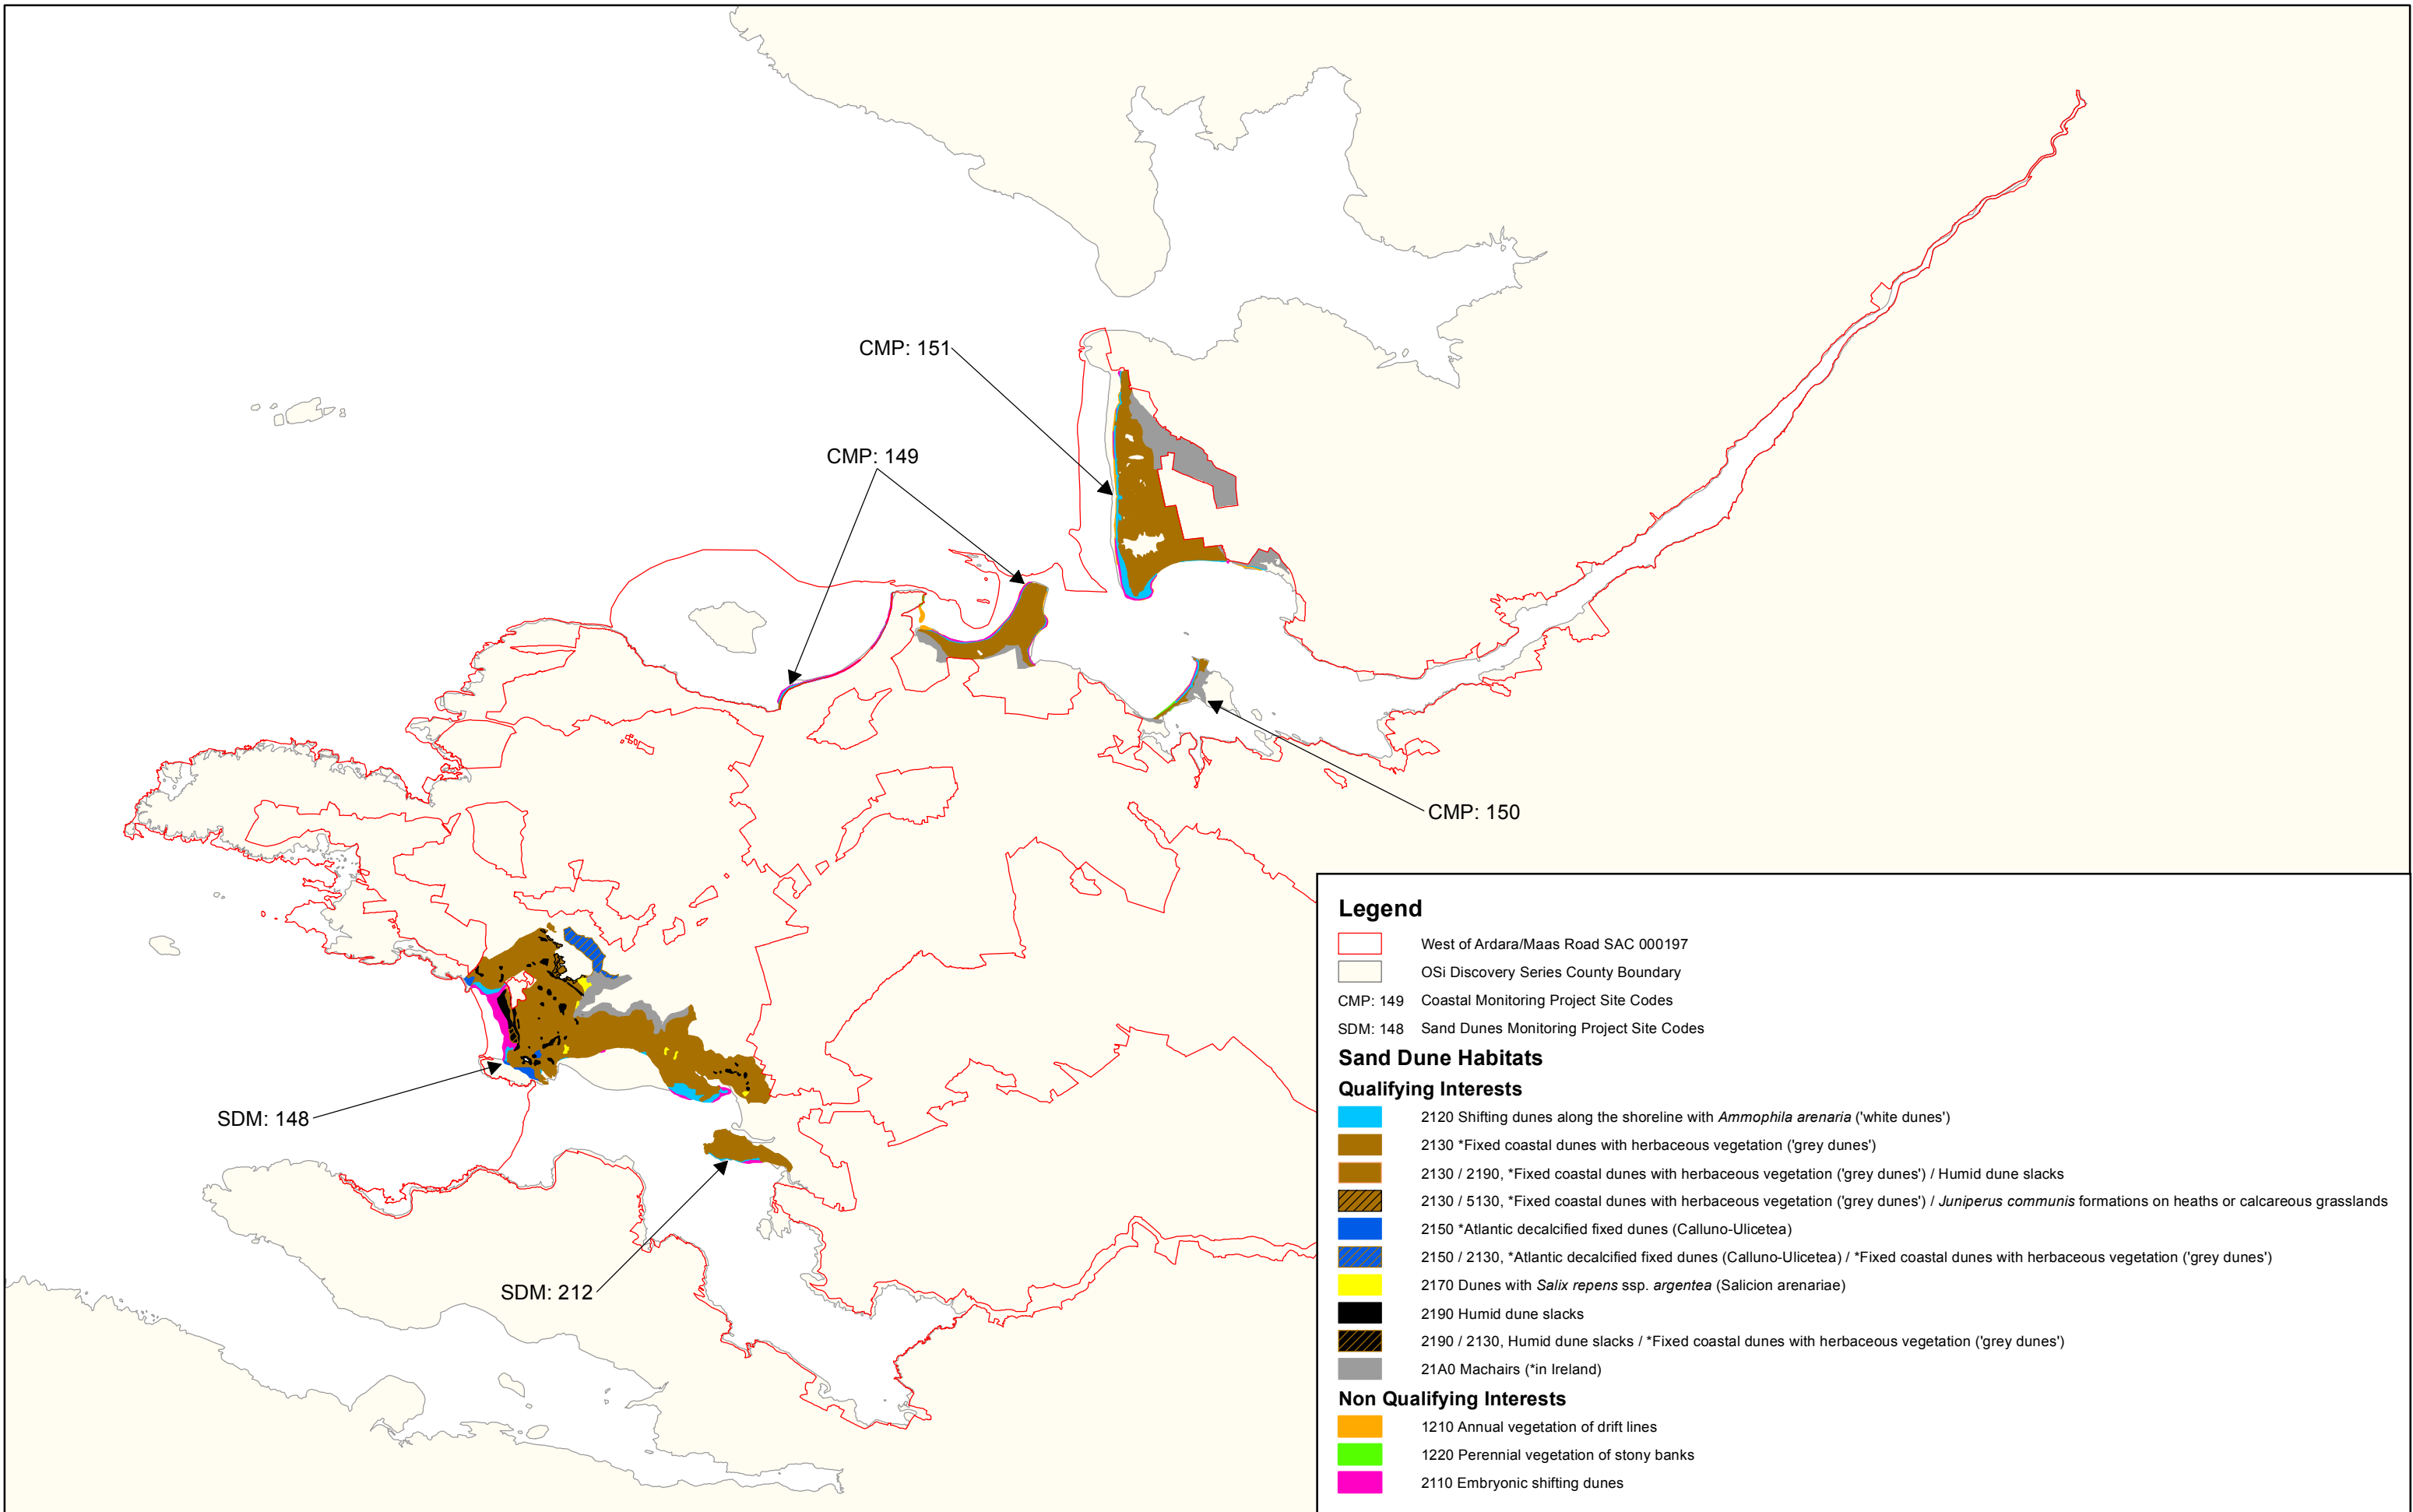 CMP: 151
CMP: 149
CMP: 150
SDM: 148
SDM: 212
Legend
West of Ardara/Maas Road SAC 000197
OSi Discovery Series County Boundary
CMP: 149 Coastal Monitoring Project Site Codes
SDM: 148 Sand Dunes Monitoring Project Site Codes
Sand Dune Habitats
Qualifying Interests
2120 Shifting dunes along the shoreline with Ammophila arenaria ('white dunes')
2130 *Fixed coastal dunes with herbaceous vegetation ('grey dunes')
2130 / 2190, *Fixed coastal dunes with herbaceous vegetation ('grey dunes') / Humid dune slacks
2130 / 5130, *Fixed coastal dunes with herbaceous vegetation ('grey dunes') / Juniperus communis formations on heaths or calcareous grasslands
2150 *Atlantic decalcified fixed dunes (Calluno-Ulicetea)
2150 / 2130, *Atlantic decalcified fixed dunes (Calluno-Ulicetea) / *Fixed coastal dunes with herbaceous vegetation ('grey dunes')
2170 Dunes with Salix repens ssp. argentea (Salicion arenariae)
2190 Humid dune slacks
2190 / 2130, Humid dune slacks / *Fixed coastal dunes with herbaceous vegetation ('grey dunes')
21A0 Machairs (*in Ireland)
Non Qualifying Interests
1210 Annual vegetation of drift lines
1220 Perennial vegetation of stony banks
2110 Embryonic shifting dunes